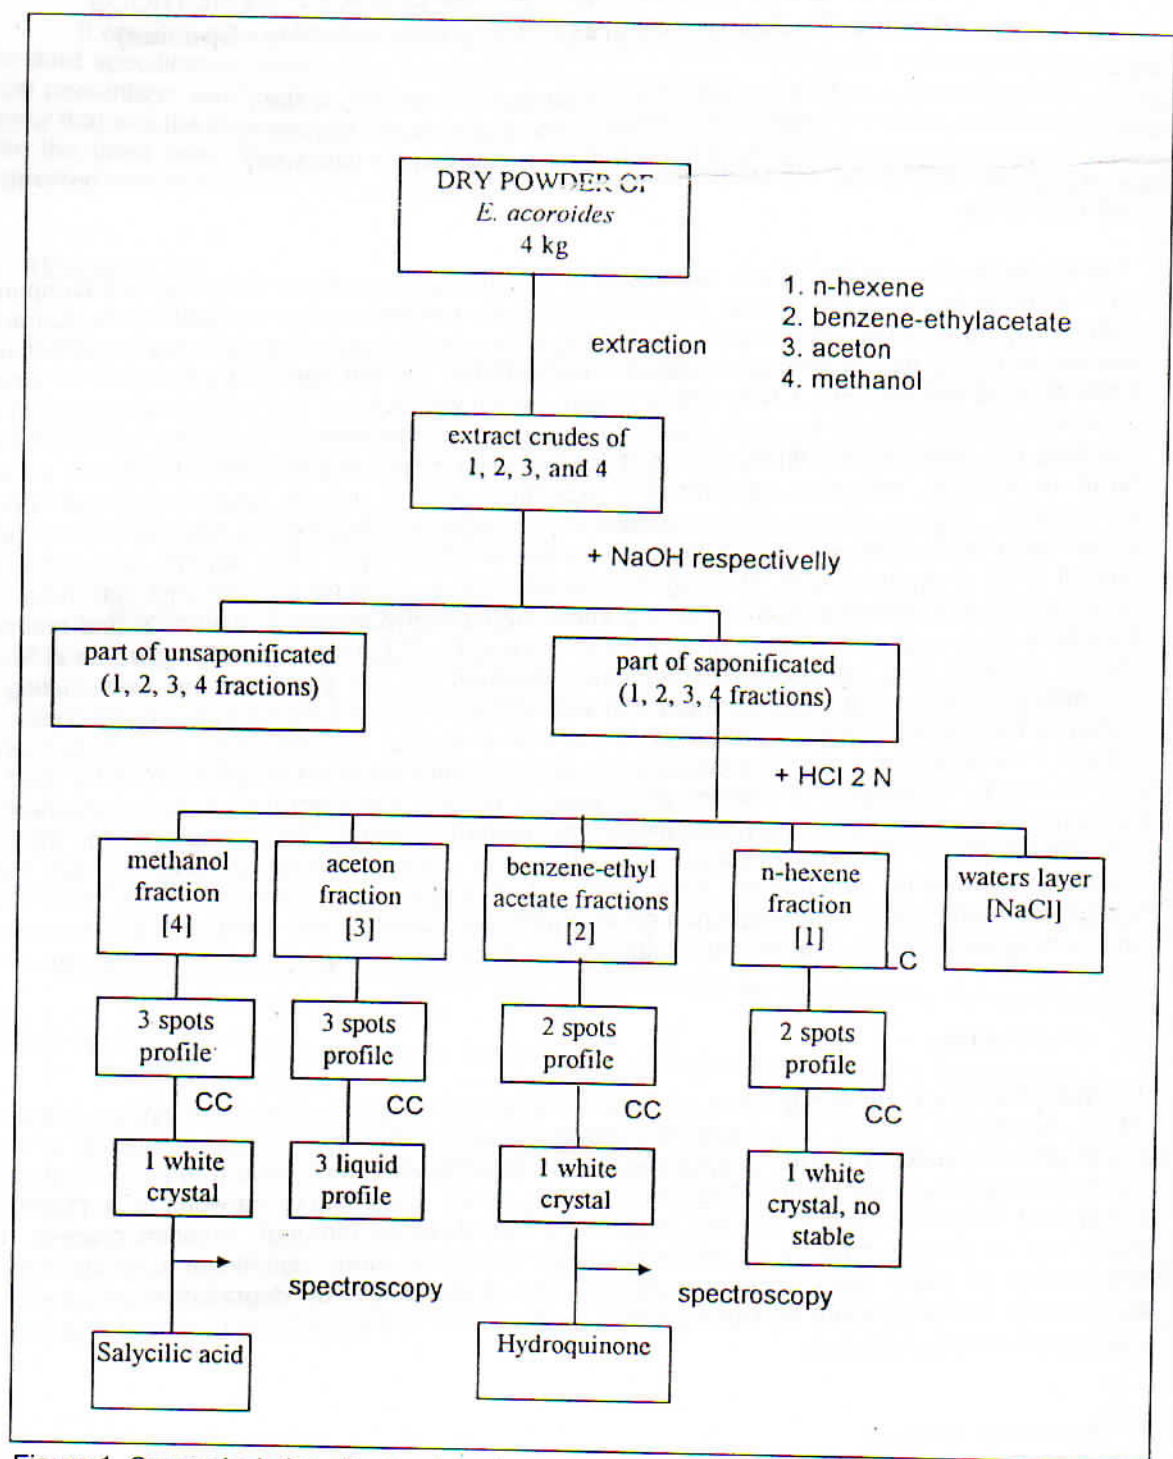 DRY POWDER OF
E. acoroides
4 kg
extraction
1. n-hexene
2. benzene-ethylacetate
3. aceton
4. methanol
extract crudes of
1, 2, 3, and 4
+ NaOH respectivelly
part of unsaponificated
(1, 2, 3, 4 fractions)
part of saponificated
(1, 2, 3, 4 fractions)
+ HCl 2 N
methanol
fraction
[4]
aceton
fraction
[3]
benzene-ethyl
acetate fractions
[2]
n-hexene
fraction
[1]
waters layer
[NaCl]
LC
3 spots
profile
3 spots
profile
2 spots
profile
2 spots
profile
CC
CC
CC
CC
1 white
crystal
3 liquid
profile
1 white
crystal
1 white
crystal, no
stable
spectroscopy
spectroscopy
Salycilic acid
Hydroquinone